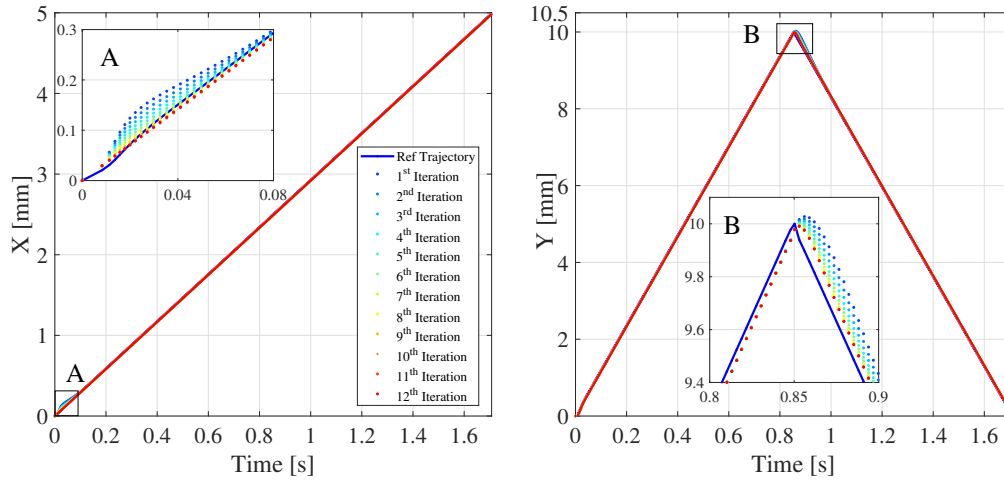 5
4
3
2
1
0
X [mm]
0
0.2
0.4
0.6
0.8
1
1.2
1.4
1.6
Time [s]
A
0.3
0.2
0.1
0
0
0.04
0.08
A
Ref Trajectory
1st Iteration
2nd Iteration
3rd Iteration
4th Iteration
5th Iteration
6th Iteration
7th Iteration
8th Iteration
9th Iteration
10th Iteration
11th Iteration
12th Iteration
10.5
10
8
6
4
2
0
Y [mm]
0
0.2
0.4
0.6
0.8
1
1.2
1.4
1.6
Time [s]
B
B
10
9.8
9.6
9.4
0.8
0.85
0.9